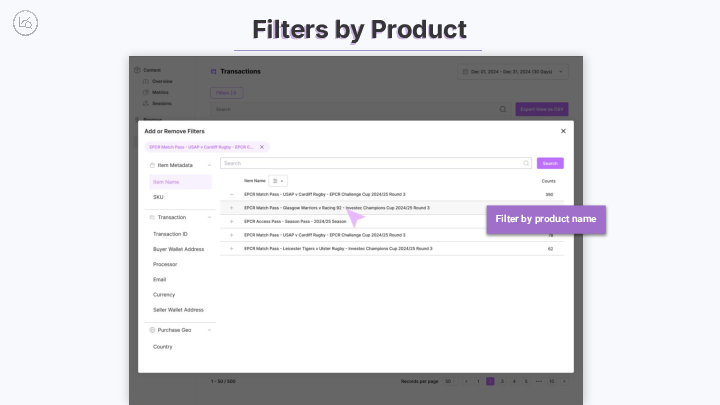 Filters by Product
Content
Overview
Metrics
Sessions
Transactions
Dec 01, 2024 - Dec 31, 2024 (30 Days)
Search
Export View as CSV
Add or Remove Filters
EPCR Match Pass - USAP v Cardiff Rugby - EPCR C...
Item Metadata
Item Name
SKU
Transaction
Transaction ID
Buyer Wallet Address
Processor
Email
Currency
Seller Wallet Address
Purchase Geo
Country
Search
Search
Item Name
Counts
EPCR Match Pass - USAP v Cardiff Rugby - EPCR Challenge Cup 2024/25 Round 3
EPCR Match Pass - Glasgow Warriors v Racing 92 - Investec Champions Cup 2024/25 Round 3
EPCR Access Pass - Season Pass - 2024/25 Season
EPCR Match Pass - USAP v Cardiff Rugby - EPCR Challenge Cup 2024/25 Round 3
EPCR Match Pass - Leicester Tigers v Ulster Rugby - Investec Champions Cup 2024/25 Round 3
62
Filter by product name
1 - 50 / 500
Records per page 50
1 2 3 4 5 ••• 10